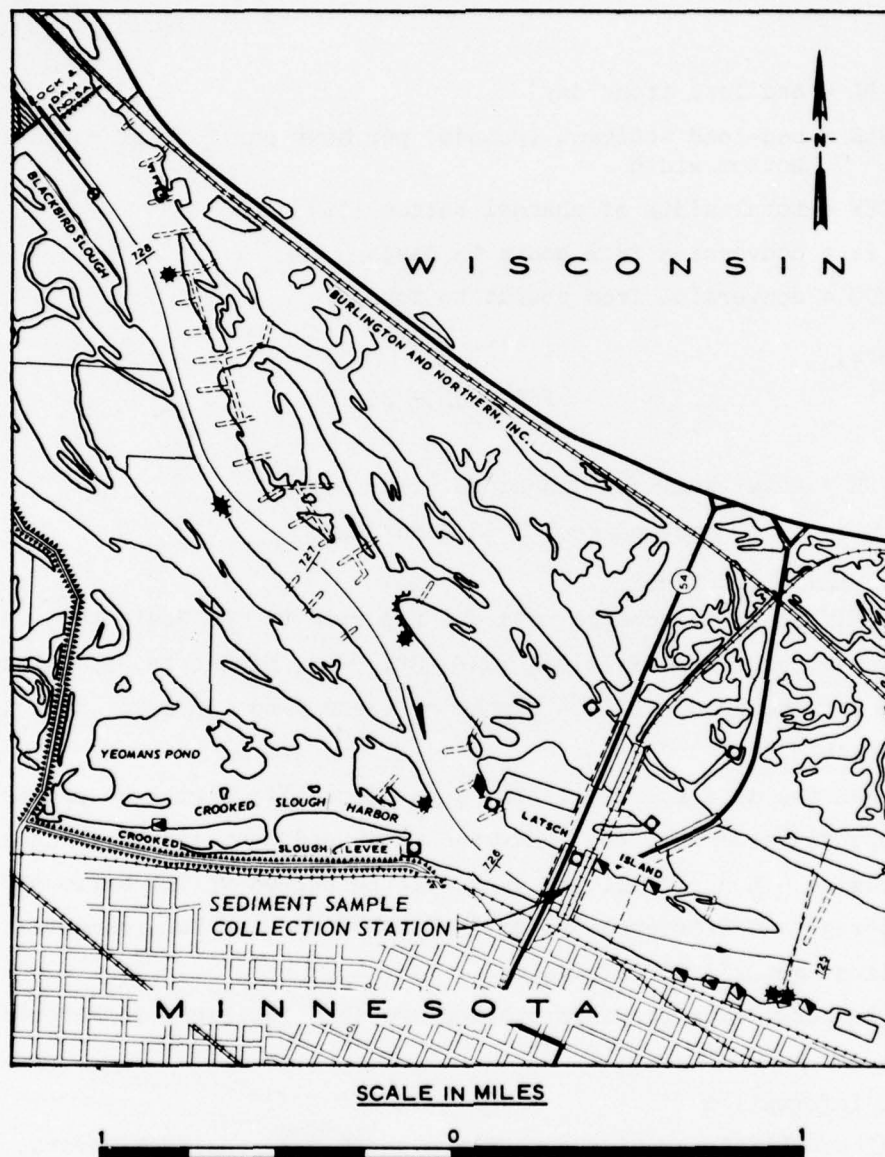 LOCK &
DAM
NO. 5A
BLACKBIRD SLOUGH
728
N
WISCONSIN
BURLINGTON AND NORTHERN, INC.
727
54
YEOMANS POND
CROOKED SLOUGH HARBOR
CROOKED SLOUGH LEVEE
LATSCH
ISLAND
726
725
SEDIMENT SAMPLE
COLLECTION STATION
MINNESOTA
SCALE IN MILES
1 0 1